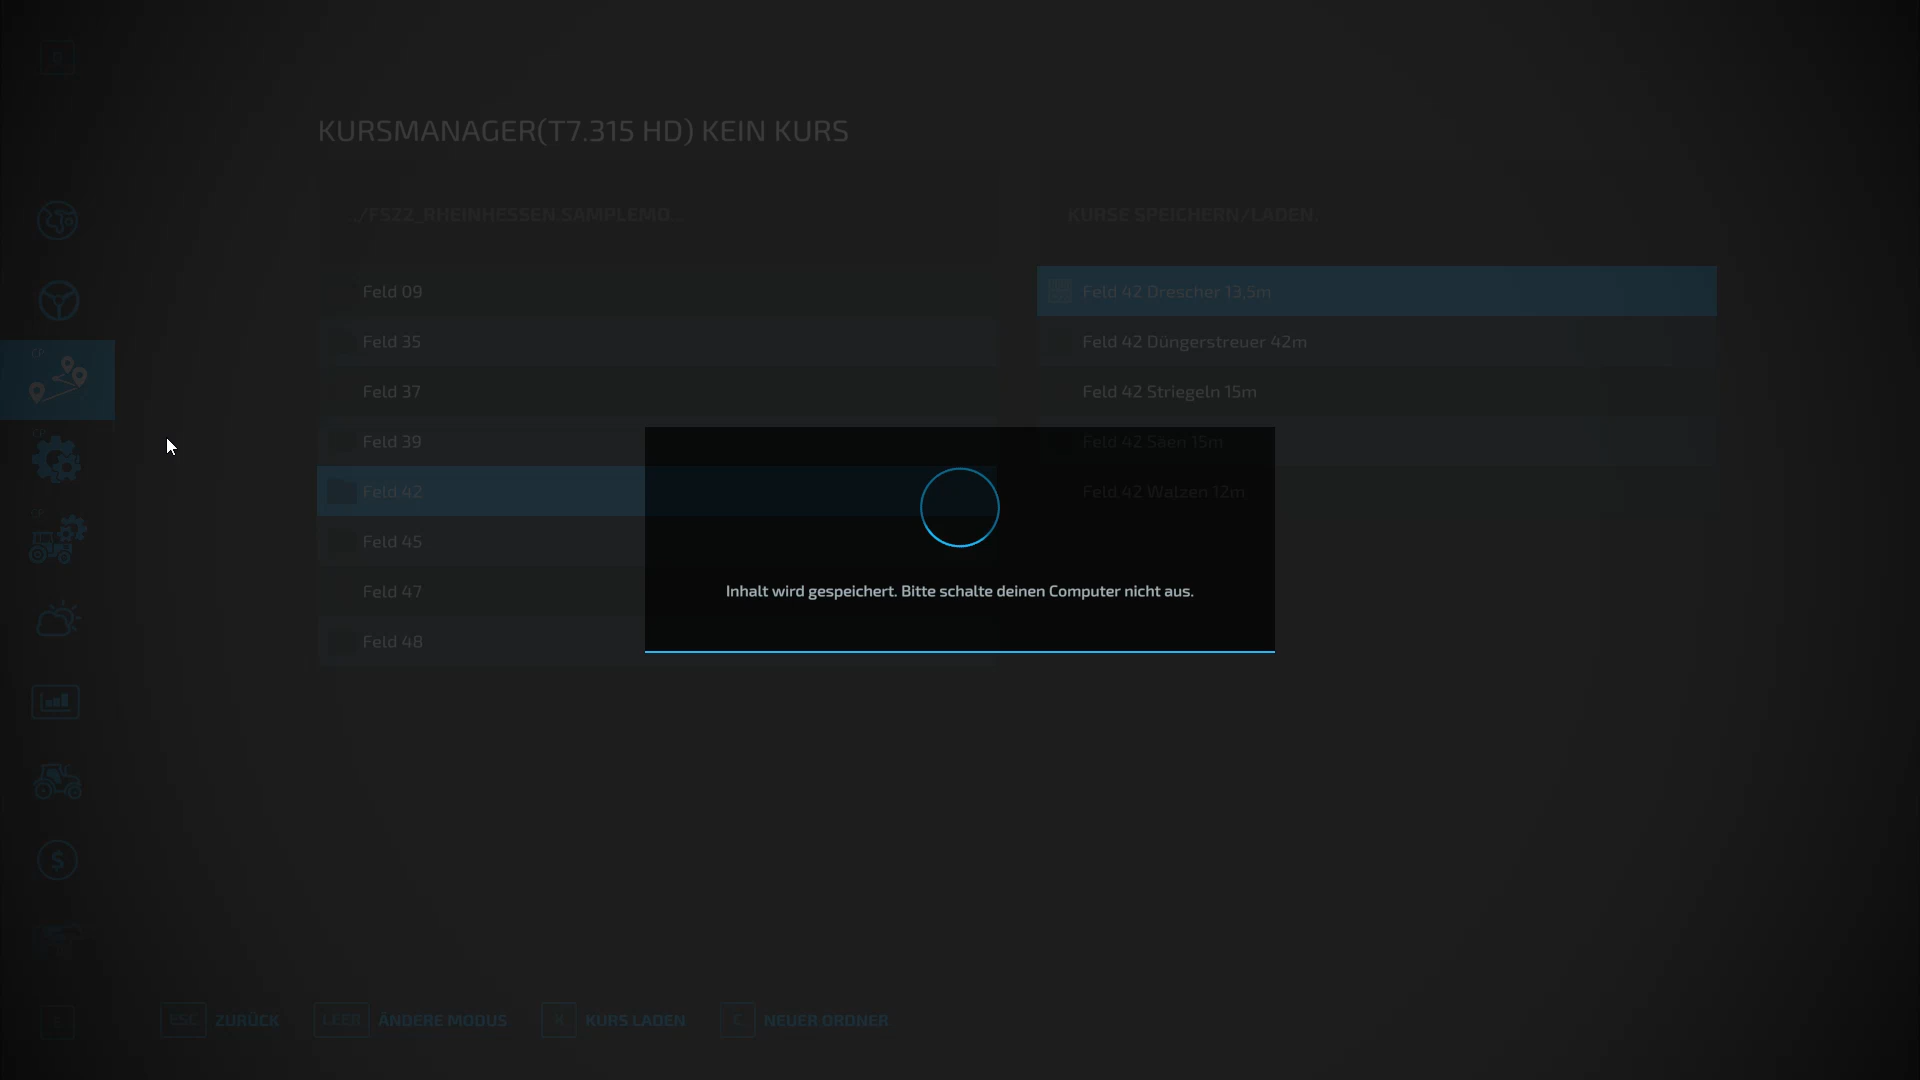 KURSMANAGER(T7.315 HD) KEIN KURS
../FS22_RHEINHESSEN.SAMPLEMO...
KURSE SPEICHERN/LADEN.
Feld 09
Feld 35
Feld 37
Feld 39
Feld 42
Feld 45
Feld 47
Feld 48
Feld 42 Drescher 13,5m
Feld 42 Düngerstreuer 42m
Feld 42 Striegeln 15m
Feld 42 Säen 15m
Feld 42 Walzen 12m
Inhalt wird gespeichert. Bitte schalte deinen Computer nicht aus.
ESC ZURÜCK LEER ÄNDERE MODUS KURS LADEN NEUER ORDNER